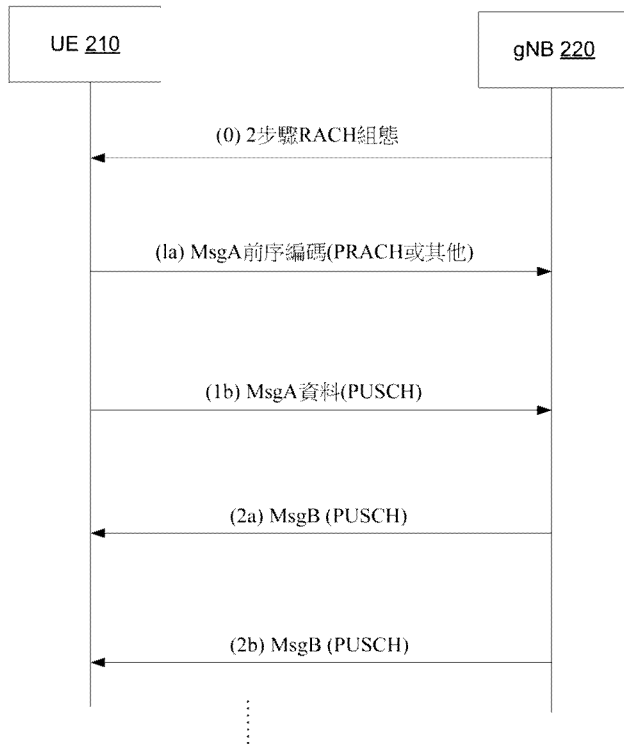 UE 210
gNB 220
(0) 2步驟RACH組態
(la) MsgA前序編碼(PRACH或其他)
(1b) MsgA資料(PUSCH)
(2a) MsgB (PUSCH)
(2b) MsgB (PUSCH)